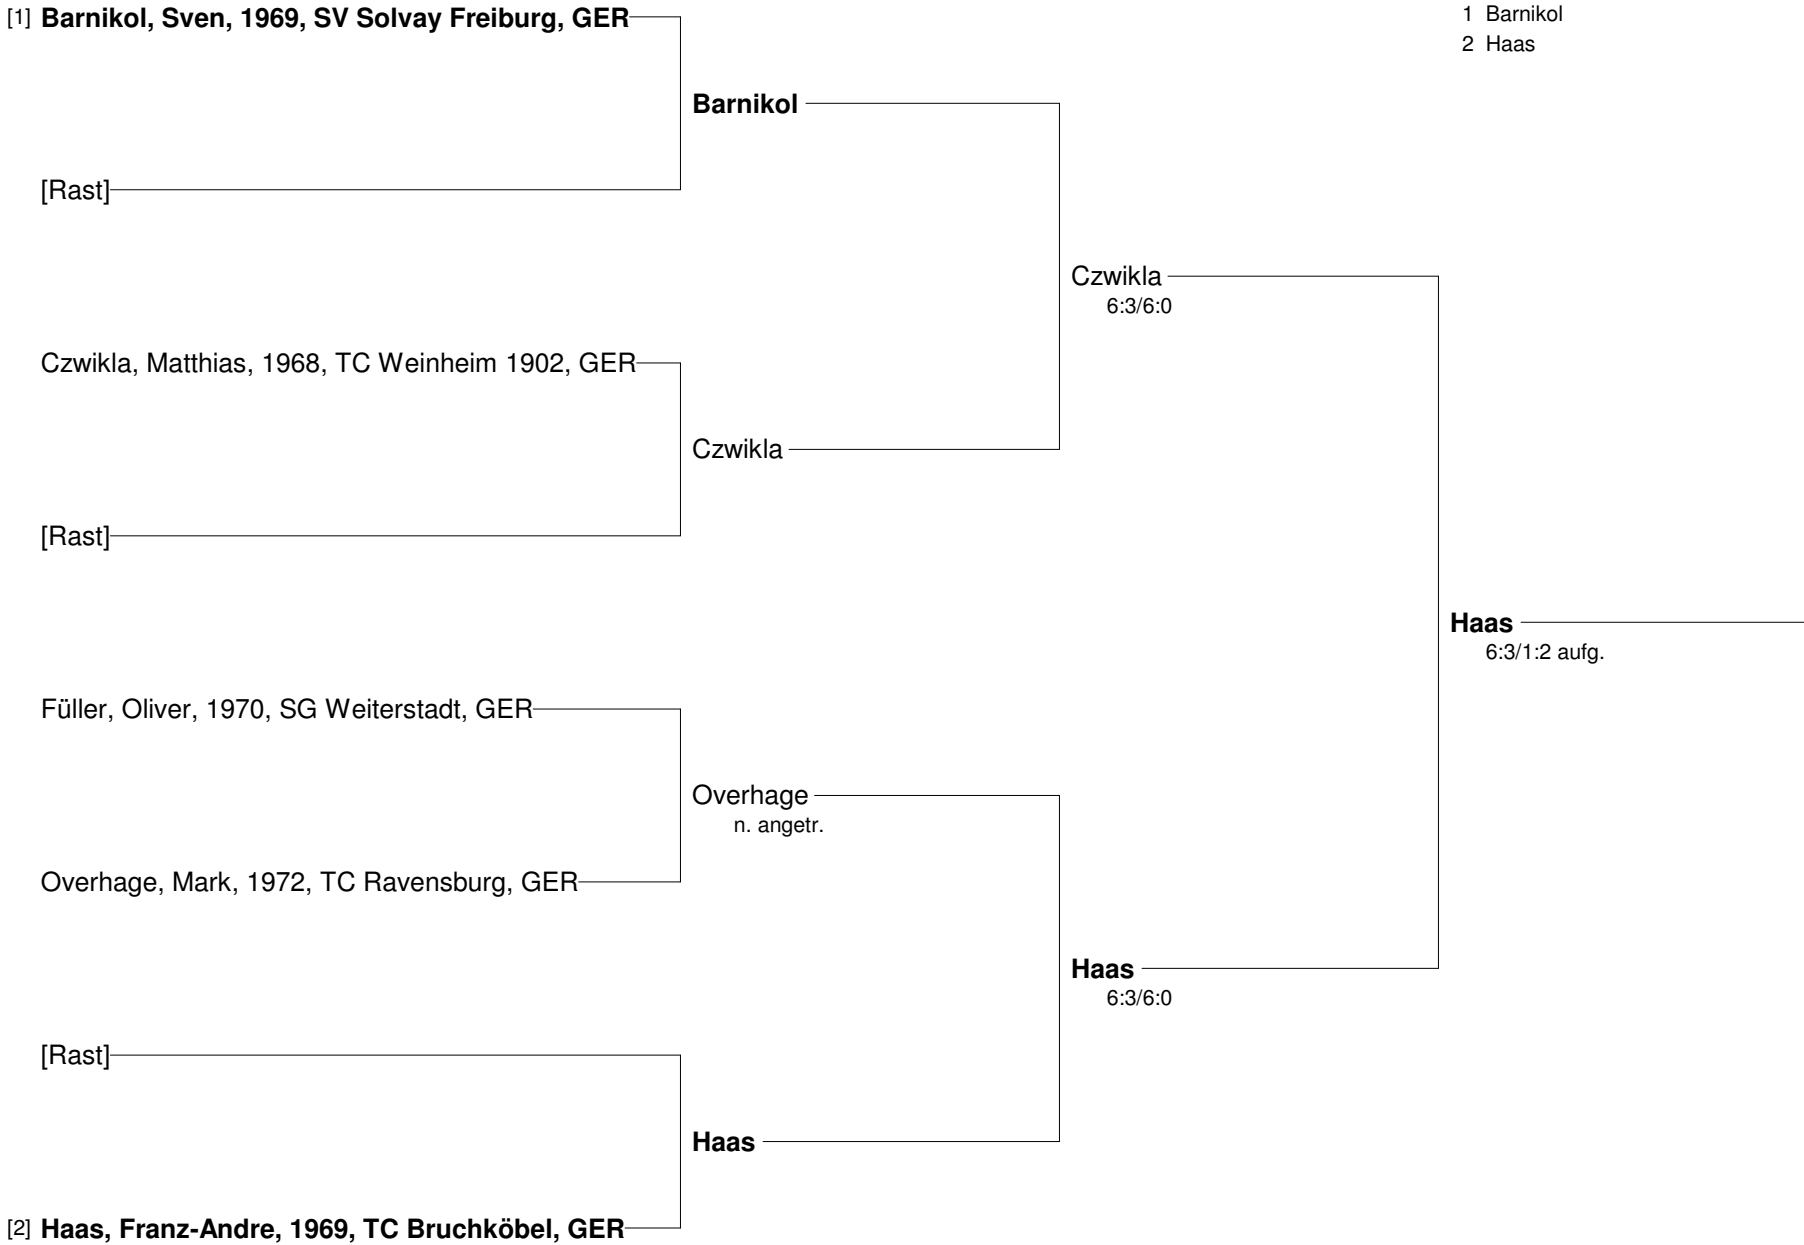 [1] Barnikol, Sven, 1969, SV Solvay Freiburg, GER
1 Barnikol
2 Haas
Barnikol
[Rast]
Czwikla
6:3/6:0
Czwikla, Matthias, 1968, TC Weinheim 1902, GER
Czwikla
[Rast]
Haas
6:3/1:2 aufg.
Füller, Oliver, 1970, SG Weiterstadt, GER
Overhage
n. angetr.
Overhage, Mark, 1972, TC Ravensburg, GER
Haas
6:3/6:0
[Rast]
Haas
[2] Haas, Franz-Andre, 1969, TC Bruchköbel, GER